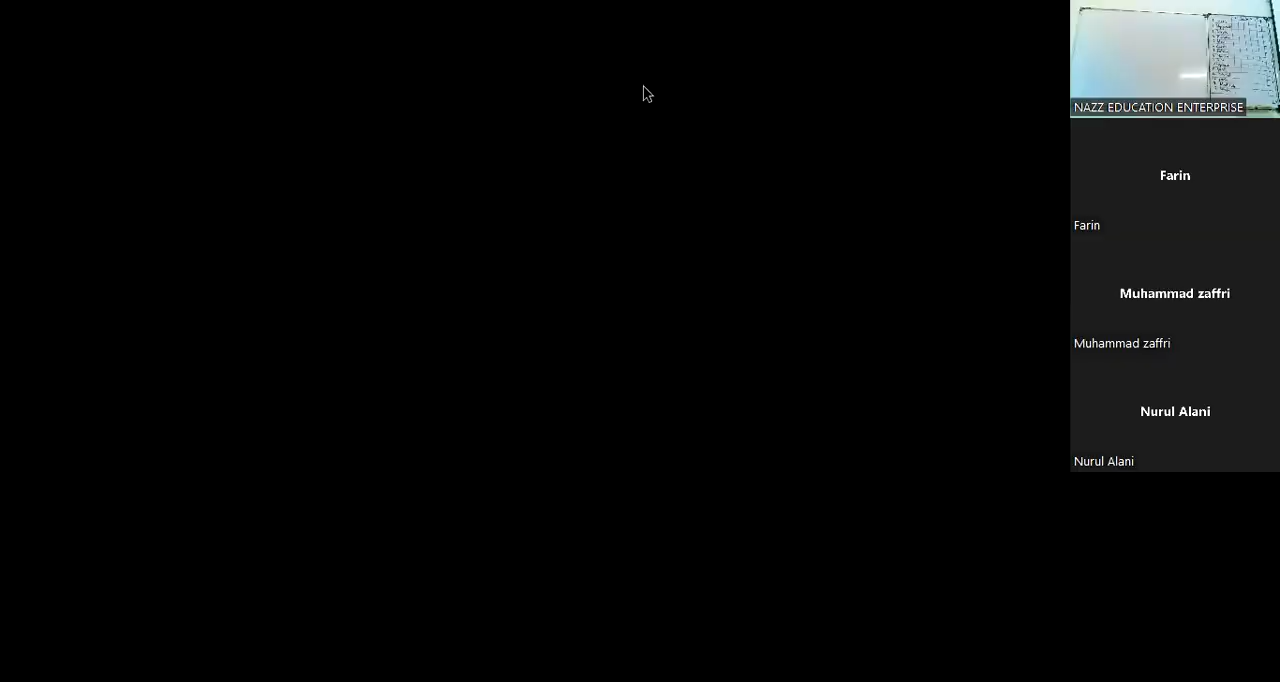 NAZZ EDUCATION ENTERPRISE
Farin
Farin
Muhammad zaffri
Muhammad zaffri
Nurul Alani
Nurul Alani